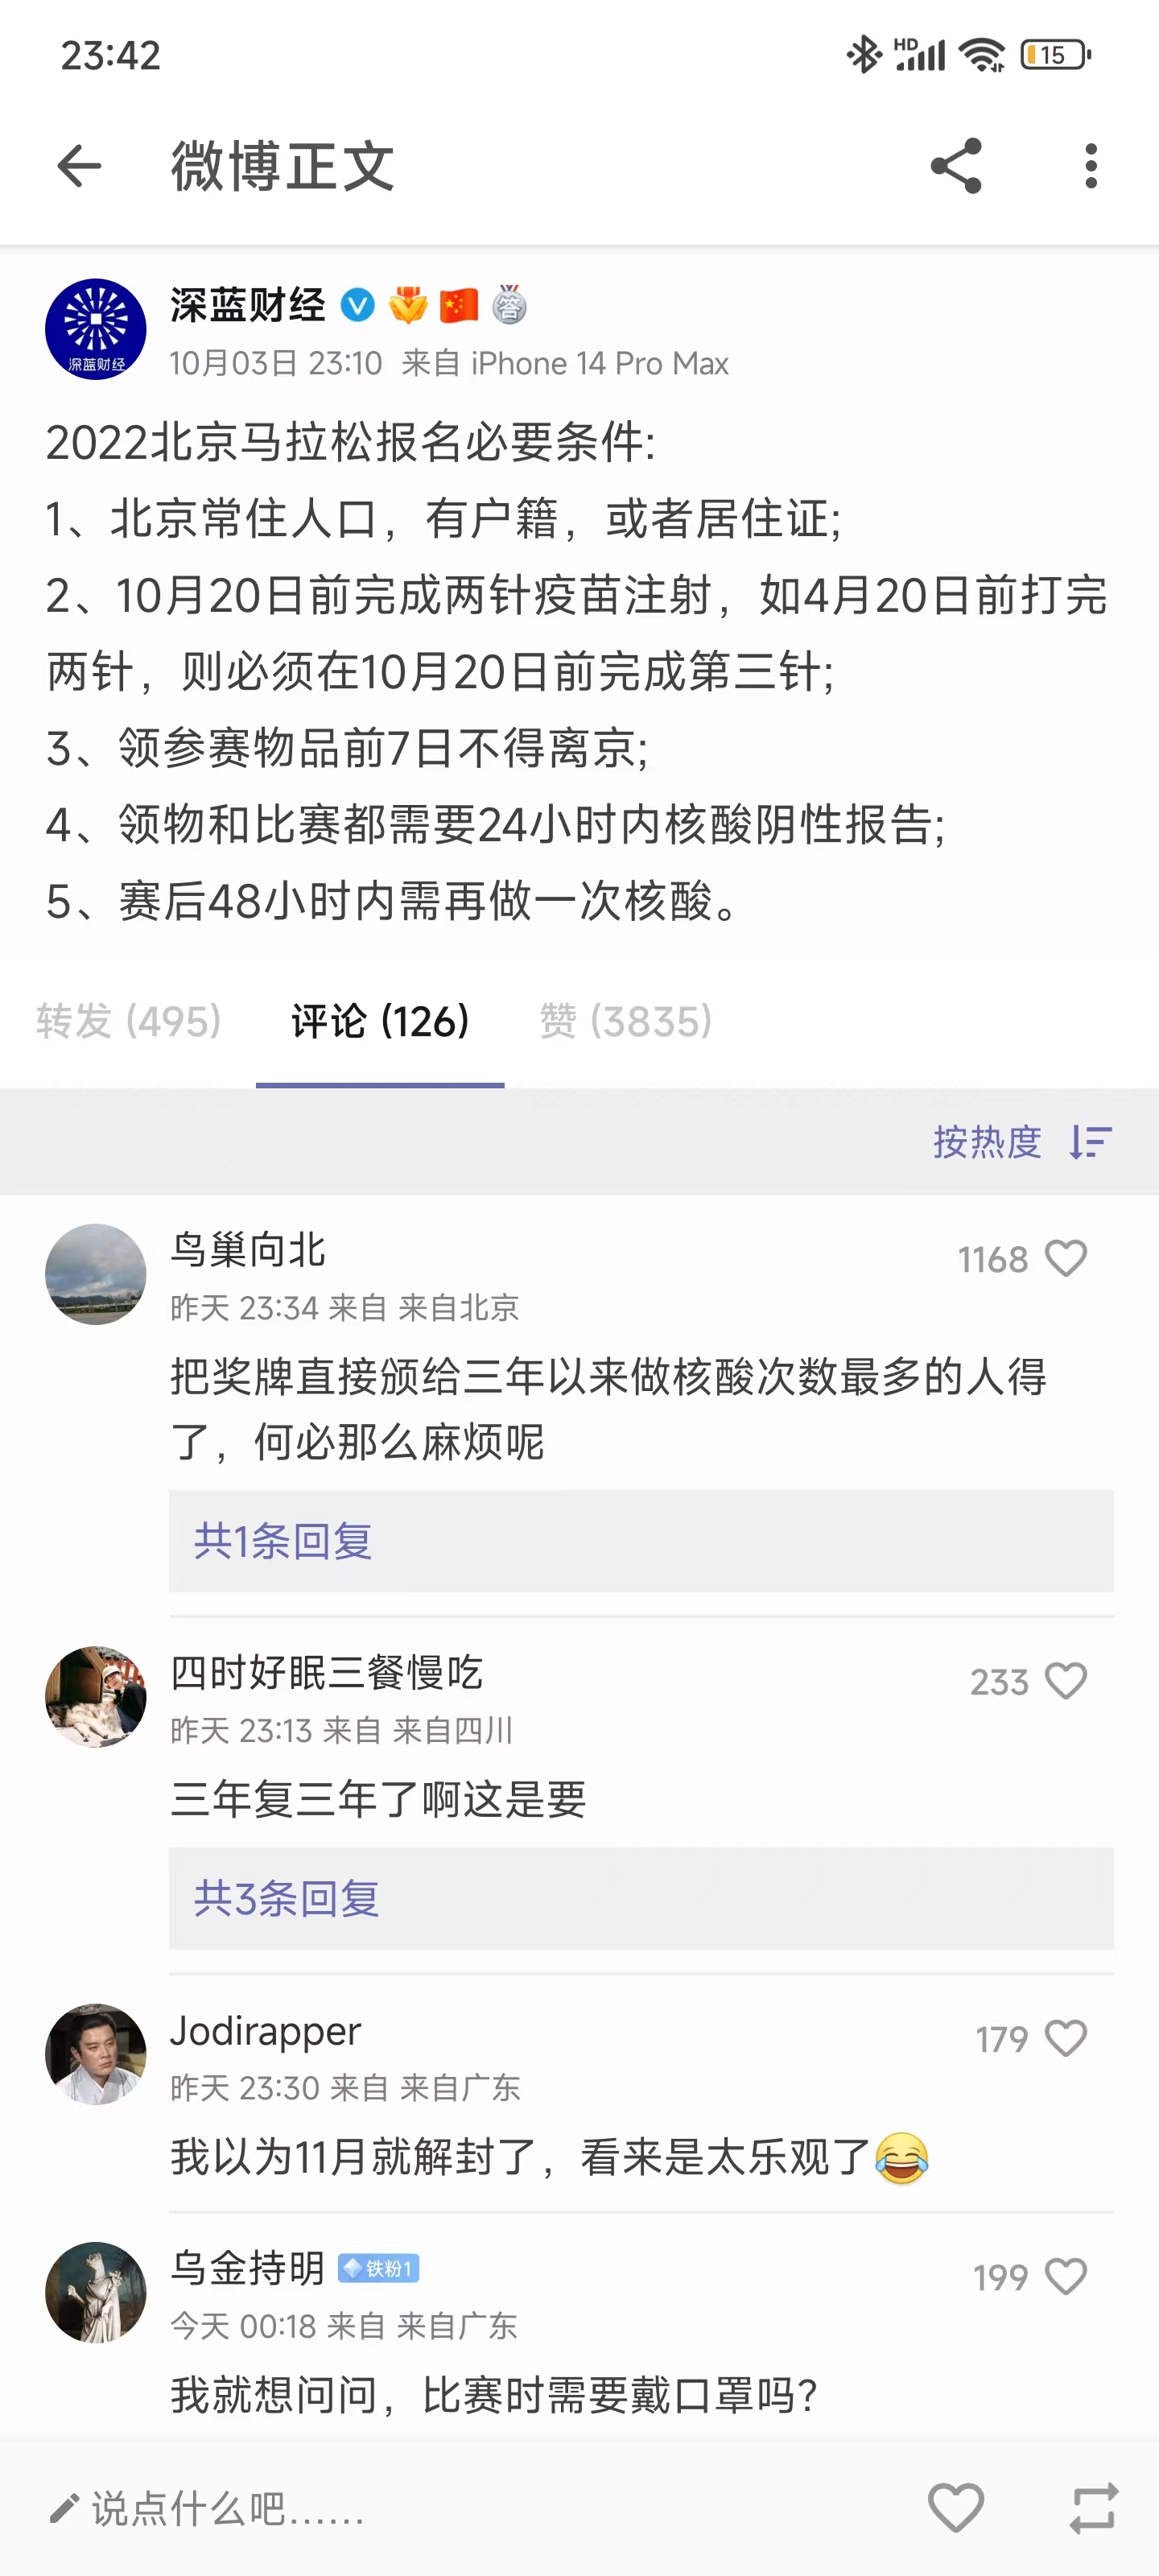 23:42
HD
15
微博正文
深蓝财经
答
深蓝财经
10月03日 23:10 来自 iPhone 14 Pro Max
2022北京马拉松报名必要条件:
1、北京常住人口，有户籍，或者居住证;
2、10月20日前完成两针疫苗注射，如4月20日前打完
两针，则必须在10月20日前完成第三针;
3、领参赛物品前7日不得离京;
4、领物和比赛都需要24小时内核酸阴性报告;
5、赛后48小时内需再做一次核酸。
转发 (495) 评论 (126) 赞 (3835)
按热度
鸟巢向北
1168
昨天 23:34 来自 来自北京
把奖牌直接颁给三年以来做核酸次数最多的人得
了，何必那么麻烦呢
共1条回复
四时好眠三餐慢吃
233
昨天 23:13 来自 来自四川
三年复三年了啊这是要
共3条回复
Jodirapper
179
昨天 23:30 来自 来自广东
我以为11月就解封了，看来是太乐观了😂
乌金持明 铁粉1
199
今天 00:18 来自 来自广东
我就想问问，比赛时需要戴口罩吗?
说点什么吧......